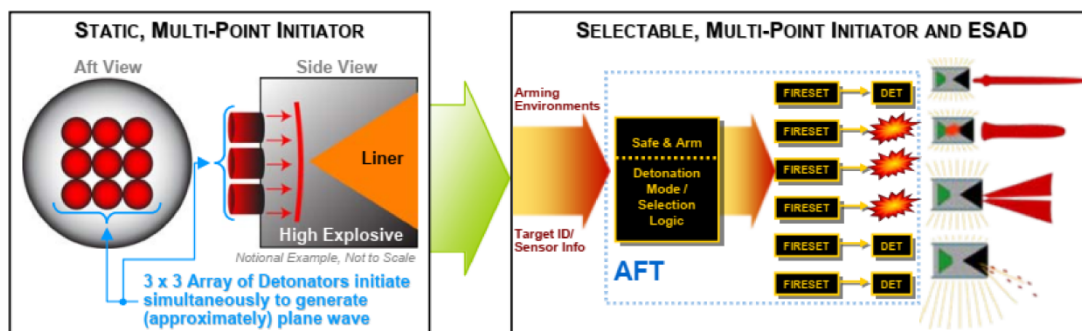 STATIC, MULTI-POINT INITIATOR
Aft View
Side View
Liner
High Explosive
Notional Example, Not to Scale
3 x 3 Array of Detonators initiate
simultaneously to generate
(approximately) plane wave
SELECTABLE, MULTI-POINT INITIATOR AND ESAD
Arming
Environments
Target ID/
Sensor Info
Safe & Arm
Detonation
Mode /
Selection
Logic
AFT
FIRESET
DET
FIRESET
FIRESET
FIRESET
FIRESET
DET
FIRESET
DET